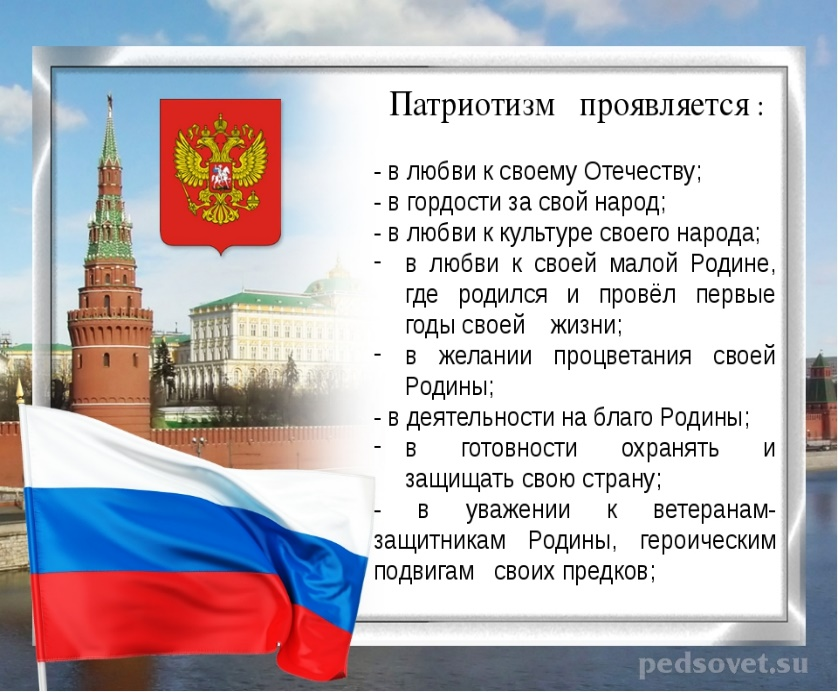 Патриотизм проявляется :
- в любви к своему Отечеству;
- в гордости за свой народ;
- в любви к культуре своего народа;
- в любви к своей малой Родине,
где родился и провёл первые
годы своей жизни;
- в желании процветания своей
Родины;
- в деятельности на благо Родины;
- в готовности охранять и
защищать свою страну;
- в уважении к ветеранам-
защитникам Родины, героическим
подвигам своих предков;
pedsovet.su